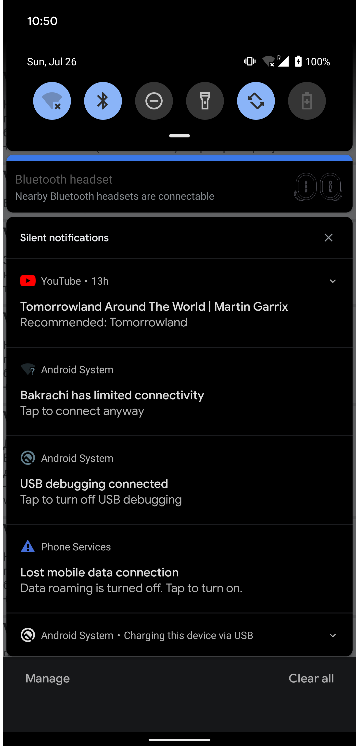 10:50
Sun, Jul 26
100%
Bluetooth headset
Nearby Bluetooth headsets are connectable
Silent notifications
YouTube • 13h
Tomorrowland Around The World | Martin Garrix
Recommended: Tomorrowland
Android System
Bakrachi has limited connectivity
Tap to connect anyway
Android System
USB debugging connected
Tap to turn off USB debugging
Phone Services
Lost mobile data connection
Data roaming is turned off. Tap to turn on.
Android System • Charging this device via USB
Manage
Clear all